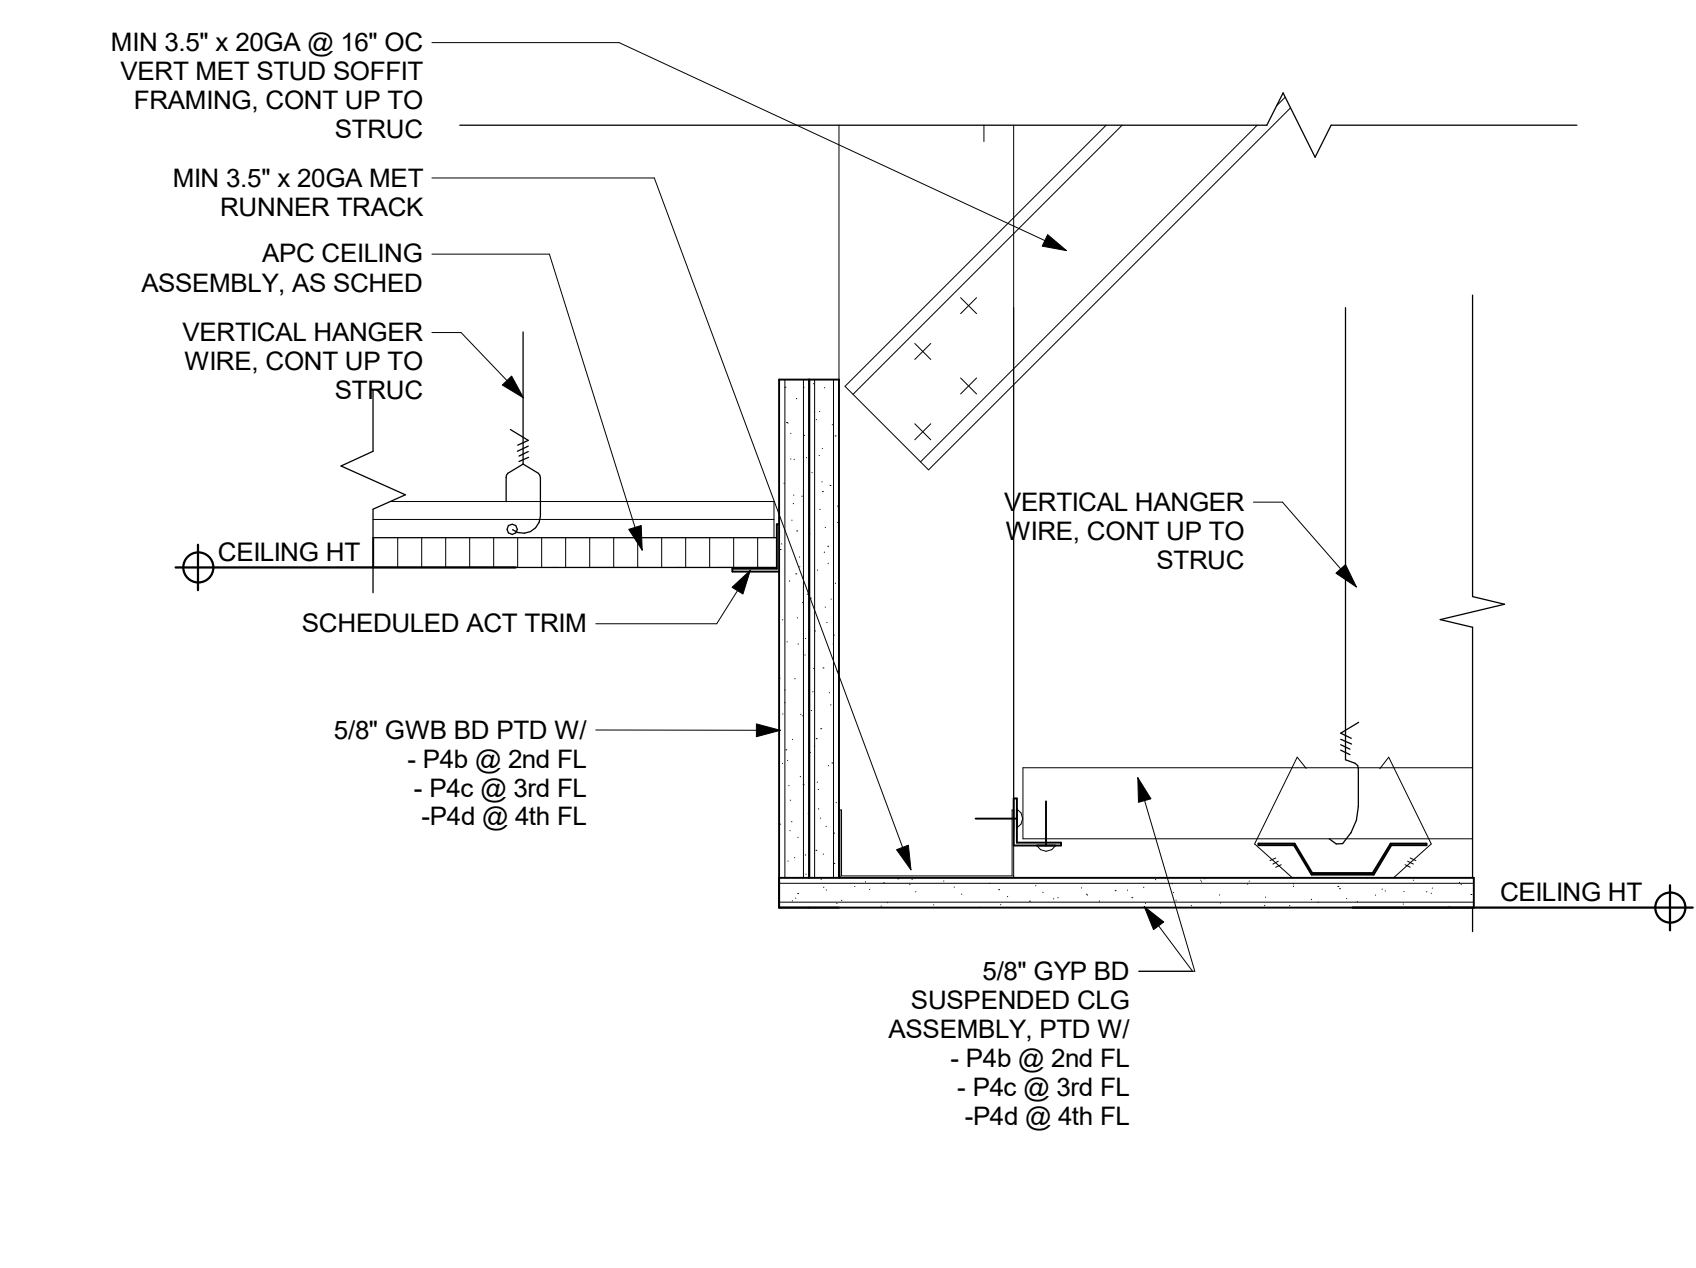 MIN 3.5" x 20GA @ 16" OC
VERT MET STUD SOFFIT
FRAMING, CONT UP TO
STRUC
MIN 3.5" x 20GA MET
RUNNER TRACK
APC CEILING
ASSEMBLY, AS SCHED
VERTICAL HANGER
WIRE, CONT UP TO
STRUC
CEILING HT
SCHEDULED ACT TRIM
5/8" GWB BD PTD W/
- P4b @ 2nd FL
- P4c @ 3rd FL
-P4d @ 4th FL
VERTICAL HANGER
WIRE, CONT UP TO
STRUC
CEILING HT
5/8" GYP BD
SUSPENDED CLG
ASSEMBLY, PTD W/
- P4b @ 2nd FL
- P4c @ 3rd FL
-P4d @ 4th FL